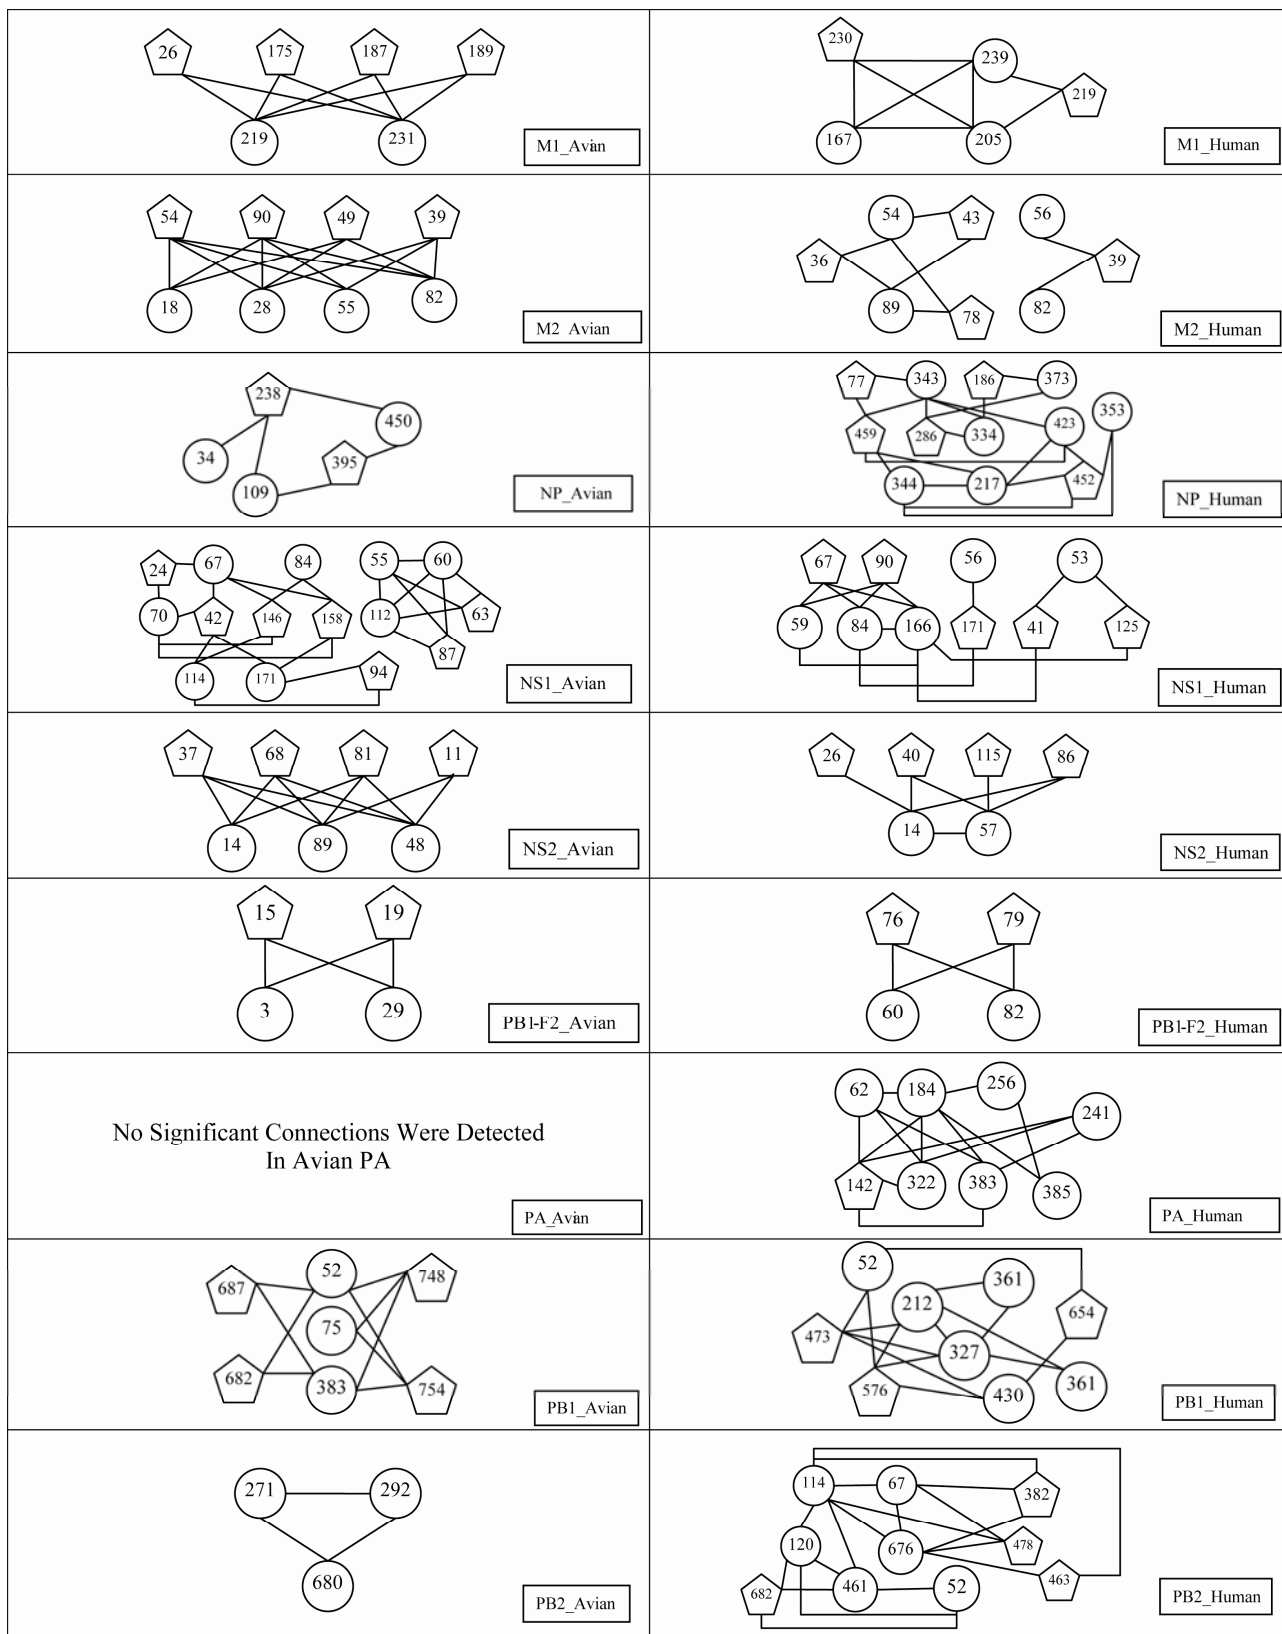 26 175 187 189
219 231
M1_Avian
230 239
219
167 205
M1_Human
54 90 49 39
18 28 55 82
M2_Avian
54 43 56
36 39
89 78 82
M2_Human
238
450
34 395
109
NP_Avian
77 343 186 373
353
459 286 334 423
344 217 452
NP_Human
24 67 84 55 60
70 42 146 158 112 63
87
114 171 94
NS1_Avian
67 90 56 53
59 84 166 171 41 125
NS1_Human
37 68 81 11
14 89 48
NS2_Avian
26 40 115 86
14 57
NS2_Human
15 19
3 29
PB1-F2_Avian
76 79
60 82
PB1-F2_Human
No Significant Connections Were Detected
In Avian PA
PA_Avian
62 184 256
241
142 322 383 385
PA_Human
687 52 748
75
682 383 754
PB1_Avian
52 361
212 654
473 327
576 430 361
PB1_Human
271 292
680
PB2_Avian
114 67 382
120 676 478
682 461 52 463
PB2_Human